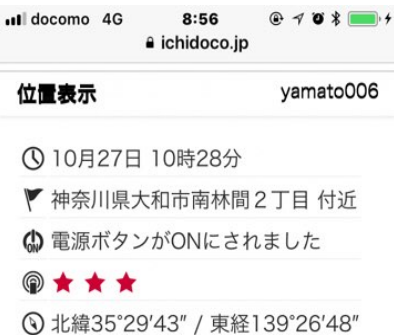 docomo 4G 8:56
ichidoco.jp
位置表示 yamato006
10月27日 10時28分
神奈川県大和市南林間2丁目 付近
ON 電源ボタンがONにされました
★ ★ ★
北緯35°29′43″ / 東経139°26′48″